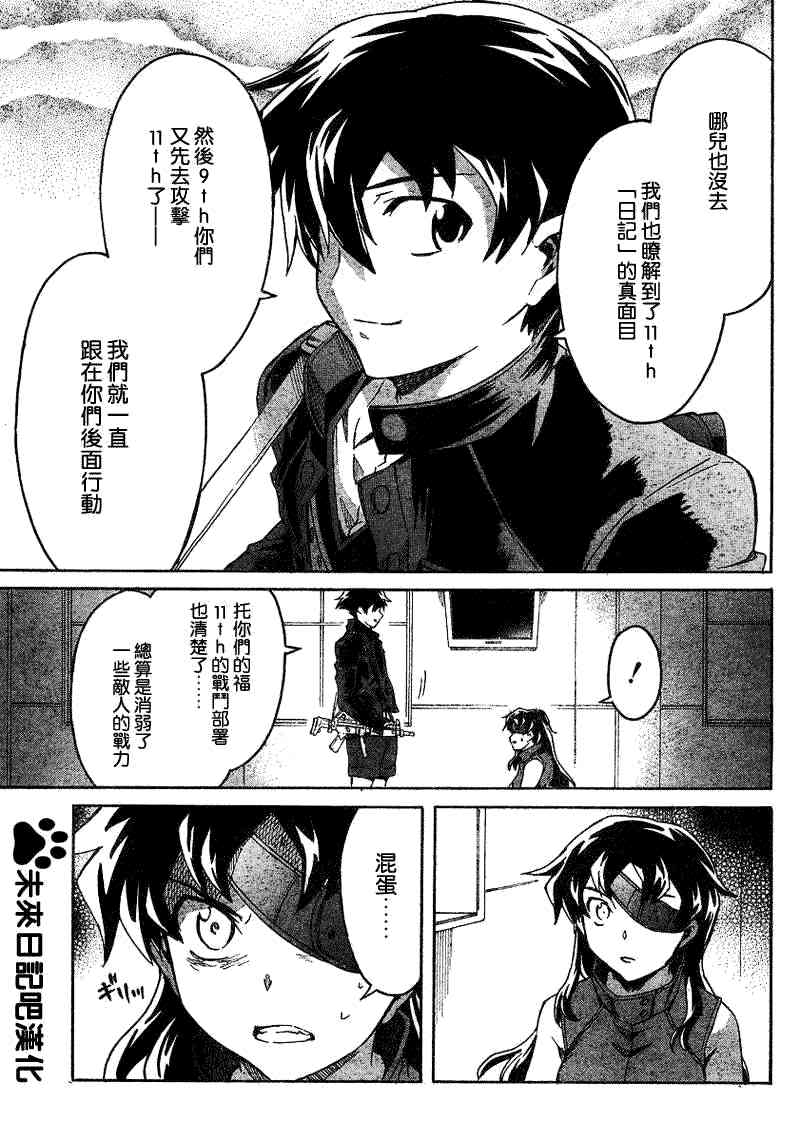 哪兒也沒去
我們也瞭解到了11th
「日記」的真面目
然後9th你們
又先去攻擊
11th了——
我們就一直
跟在你們後面行動
！
托你們的福
11th的戰鬥部署
也清楚了……
總算是消弱了
一些敵人的戰力
混蛋……
ギリッ
未來日記吧漢化